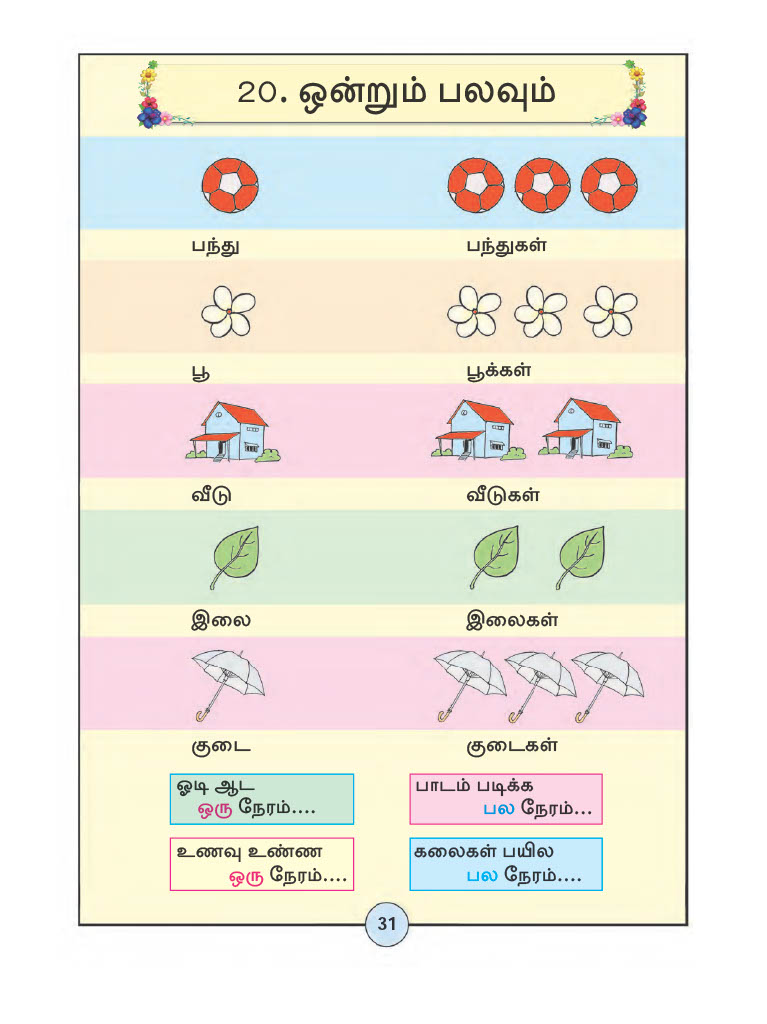 20. ஒன்றும் பலவும்
பந்து பந்துகள்
பூ பூக்கள்
வீடு வீடுகள்
இலை இலைகள்
குடை குடைகள்
ஓடி ஆட
ஒரு நேரம்....
பாடம் படிக்க
பல நேரம்...
உணவு உண்ண
ஒரு நேரம்....
கலைகள் பயில
பல நேரம்....
31